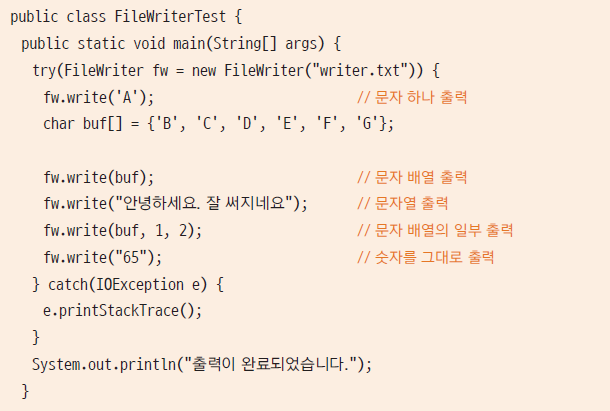 public class FileWriterTest {
public static void main(String[] args) {
try(FileWriter fw = new FileWriter("writer.txt")) {
fw.write('A'); // 문자 하나 출력
char buf[] = {'B', 'C', 'D', 'E', 'F', 'G'};
fw.write(buf); // 문자 배열 출력
fw.write("안녕하세요. 잘 써지네요"); // 문자열 출력
fw.write(buf, 1, 2); // 문자 배열의 일부 출력
fw.write("65"); // 숫자를 그대로 출력
} catch(IOException e) {
e.printStackTrace();
}
System.out.println("출력이 완료되었습니다.");
}